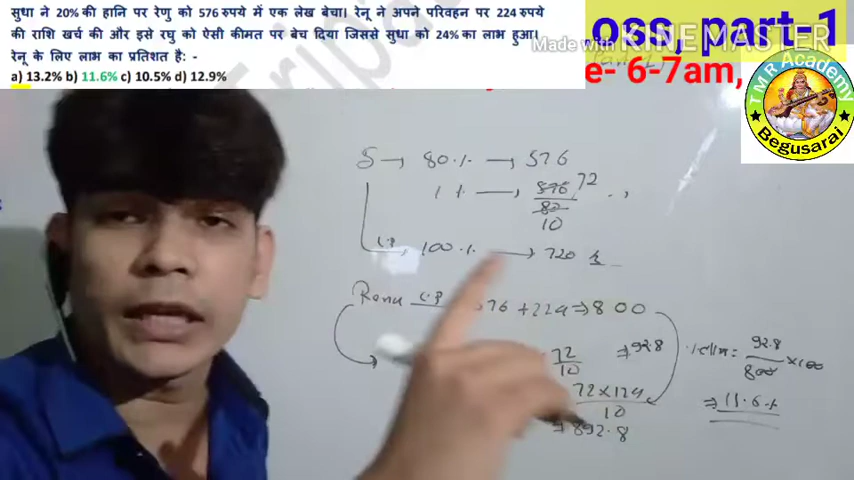 सुधा ने 20% की हानि पर रेणु को 576 रुपये में एक लेख बेचा। रेनू ने अपने परिवहन पर 224 रुपये
की राशि खर्च की और इसे रघु को ऐसी कीमत पर बेच दिया जिससे सुधा को 24% का लाभ हुआ।
रेनू के लिए लाभ का प्रतिशत है: -
a) 13.2% b) 11.6% c) 10.5% d) 12.9%
oss, part-1
Made with KINEMASTER
e- 6-7am,
TMR Academy
Begusarai
S → 80% → 576
1% → 576 72
80
10
C.P 100% → 720
Renu C.P 76 + 224 ⇒ 800
72
10
⇒ 92.8
72×124
10
⇒ 892.8
%लाभ = 92.8
800 ×100
⇒ 11.6%